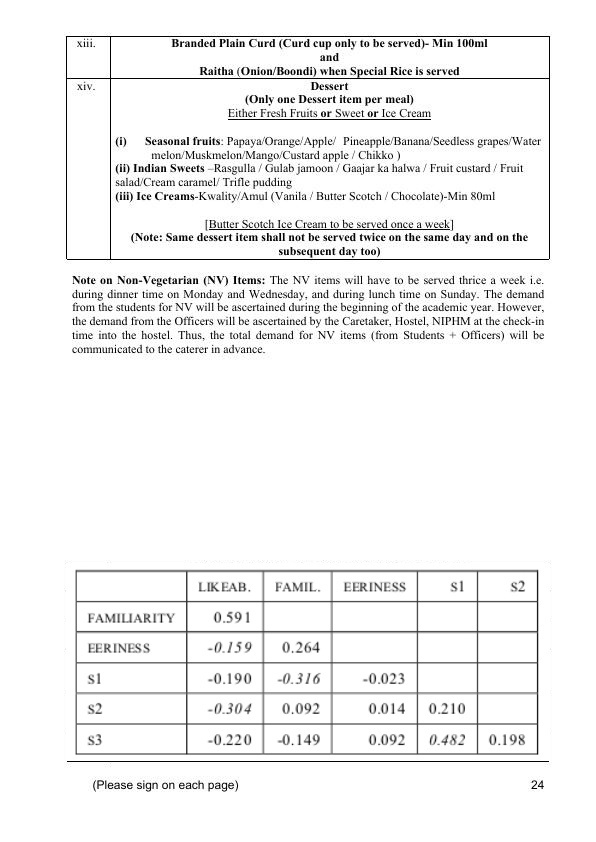 xiii. Branded Plain Curd (Curd cup only to be served)- Min 100ml
and
Raitha (Onion/Boondi) when Special Rice is served
xiv. Dessert
(Only one Dessert item per meal)
Either Fresh Fruits or Sweet or Ice Cream
(i) Seasonal fruits: Papaya/Orange/Apple/ Pineapple/Banana/Seedless grapes/Water
melon/Muskmelon/Mango/Custard apple / Chikko )
(ii) Indian Sweets –Rasgulla / Gulab jamoon / Gaajar ka halwa / Fruit custard / Fruit
salad/Cream caramel/ Trifle pudding
(iii) Ice Creams-Kwality/Amul (Vanila / Butter Scotch / Chocolate)-Min 80ml
[Butter Scotch Ice Cream to be served once a week]
(Note: Same dessert item shall not be served twice on the same day and on the
subsequent day too)
Note on Non-Vegetarian (NV) Items: The NV items will have to be served thrice a week i.e.
during dinner time on Monday and Wednesday, and during lunch time on Sunday. The demand
from the students for NV will be ascertained during the beginning of the academic year. However,
the demand from the Officers will be ascertained by the Caretaker, Hostel, NIPHM at the check-in
time into the hostel. Thus, the total demand for NV items (from Students + Officers) will be
communicated to the caterer in advance.
LIKEAB. FAMIL. EERINESS S1 S2
FAMILIARITY 0.591
EERINESS -0.159 0.264
S1 -0.190 -0.316 -0.023
S2 -0.304 0.092 0.014 0.210
S3 -0.220 -0.149 0.092 0.482 0.198
(Please sign on each page) 24